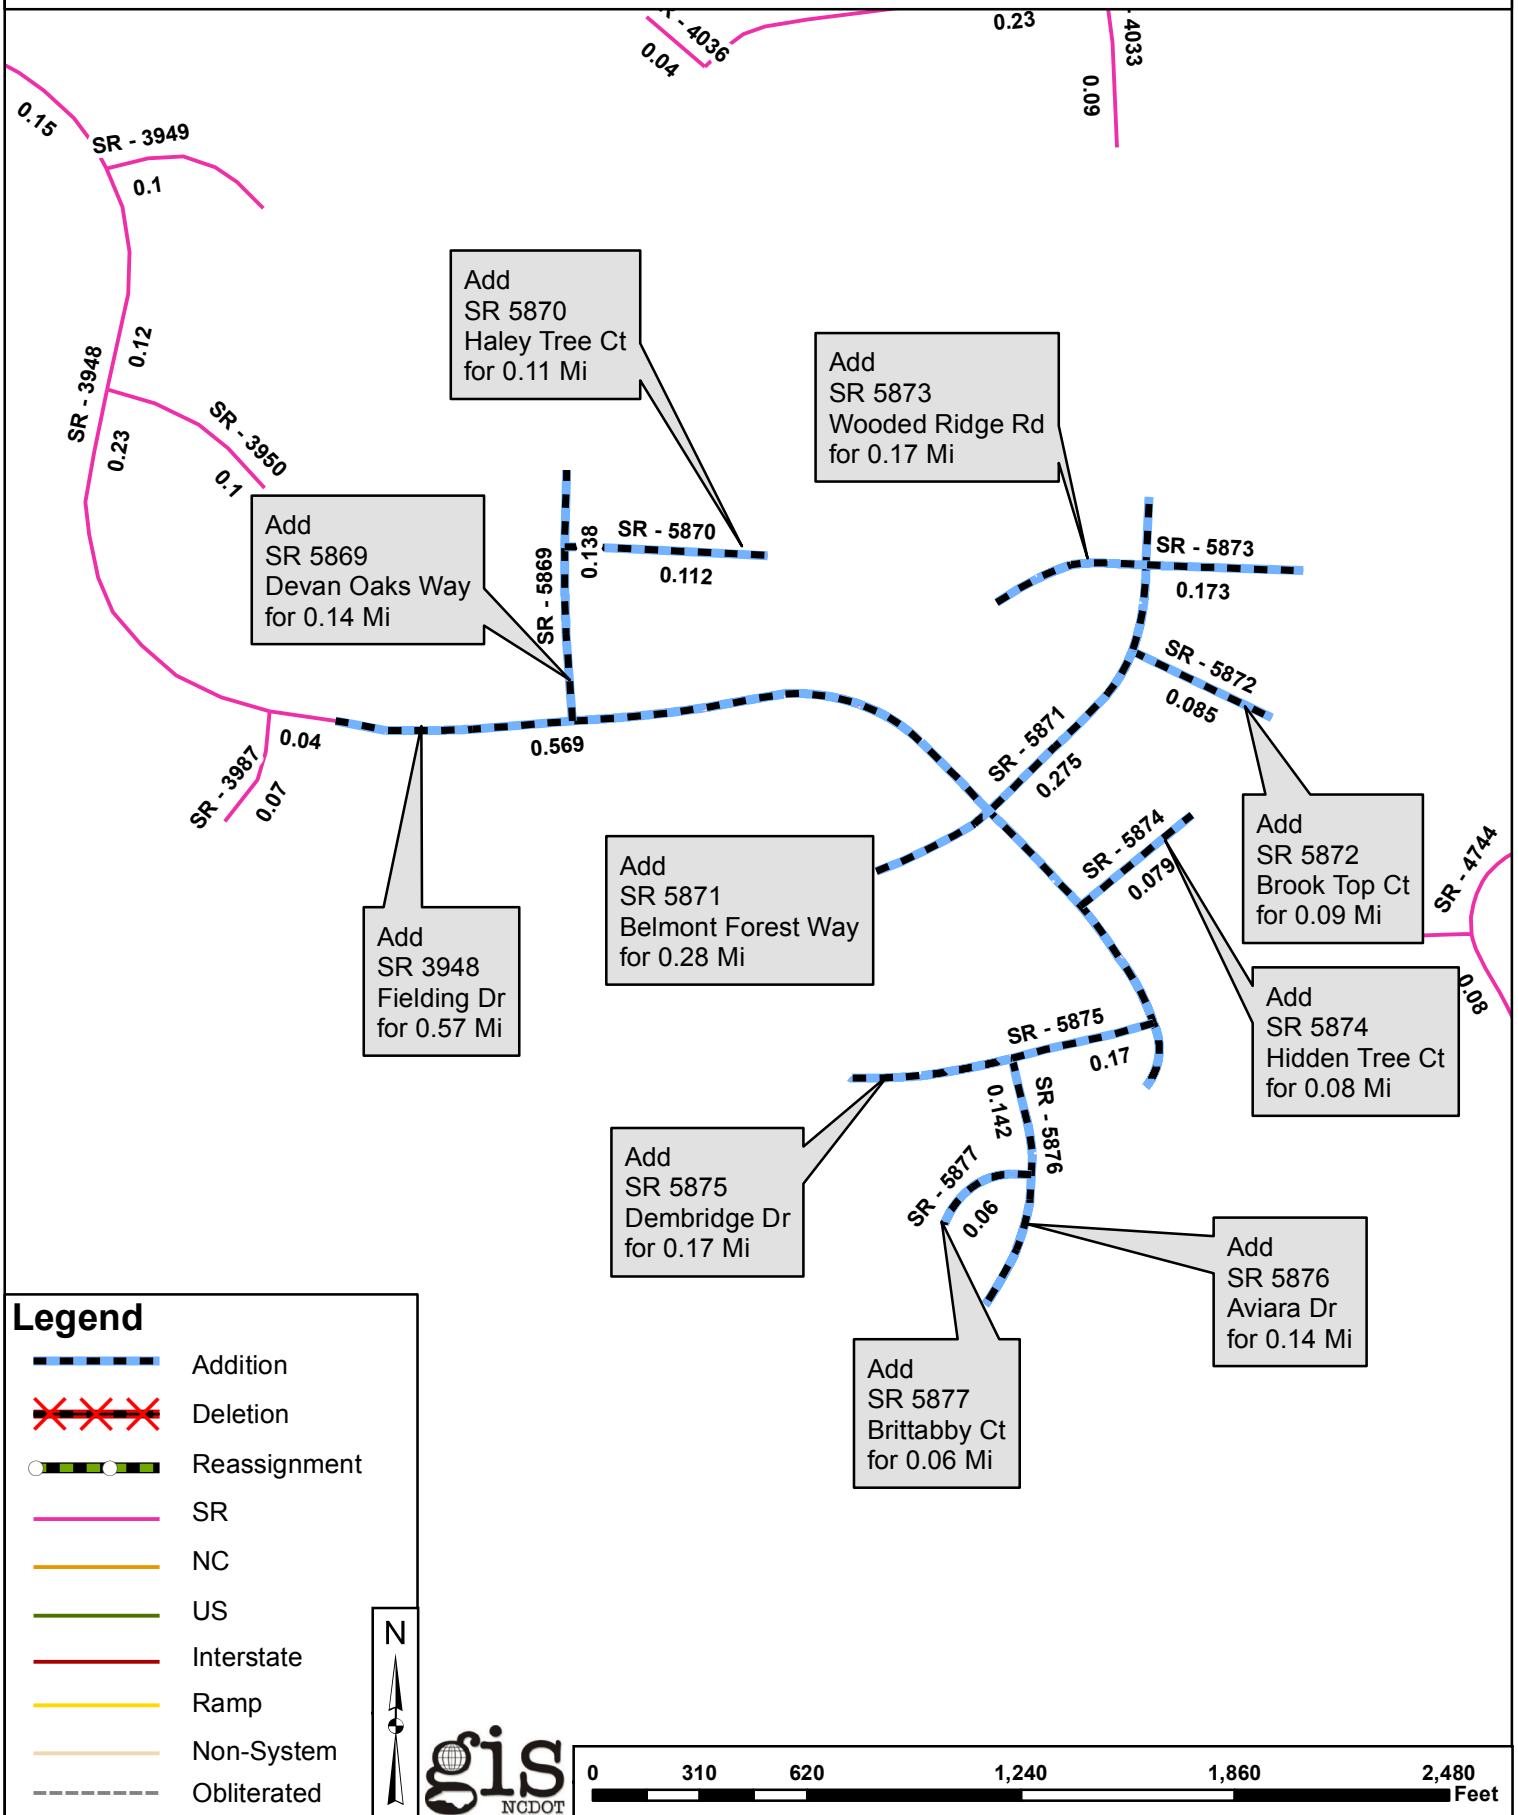 SR - 4036
0.04
0.23
4033
0.09
0.15
SR - 3949
0.1
0.12
SR - 3948
0.23
SR - 3950
0.1
Add
SR 5870
Haley Tree Ct
for 0.11 Mi
Add
SR 5873
Wooded Ridge Rd
for 0.17 Mi
Add
SR 5869
Devan Oaks Way
for 0.14 Mi
SR - 5869
0.138
SR - 5870
0.112
SR - 5873
0.173
SR - 5872
0.085
SR - 5871
0.275
0.04
0.569
SR - 3987
0.07
SR - 5874
0.079
Add
SR 5872
Brook Top Ct
for 0.09 Mi
SR - 4744
0.08
Add
SR 5871
Belmont Forest Way
for 0.28 Mi
Add
SR 3948
Fielding Dr
for 0.57 Mi
Add
SR 5874
Hidden Tree Ct
for 0.08 Mi
SR - 5875
0.17
0.142
SR - 5876
SR - 5877
0.06
Add
SR 5875
Dembridge Dr
for 0.17 Mi
Add
SR 5876
Aviara Dr
for 0.14 Mi
Add
SR 5877
Brittabby Ct
for 0.06 Mi
Legend
Addition
Deletion
Reassignment
SR
NC
US
Interstate
Ramp
Non-System
Obliterated
N
gis
NCDOT
0 310 620 1,240 1,860 2,480
Feet